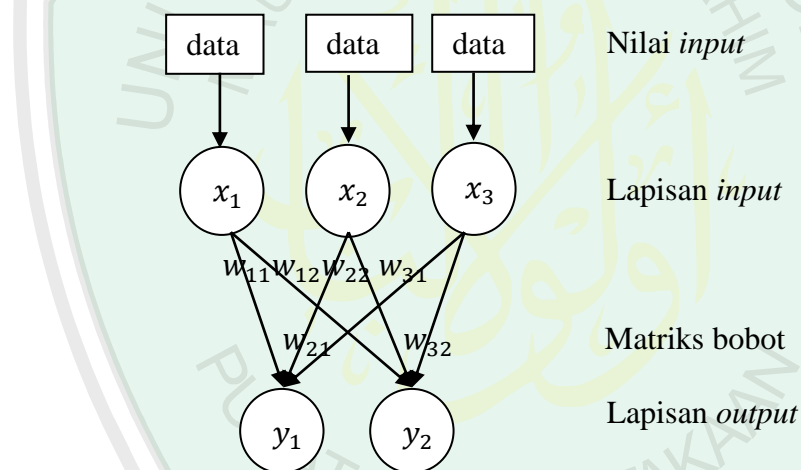 data data data Nilai input
x₁ x₂ x₃ Lapisan input
w₁₁ w₁₂ w₂₂ w₃₁
w₂₁ w₃₂ Matriks bobot
y₁ y₂ Lapisan output